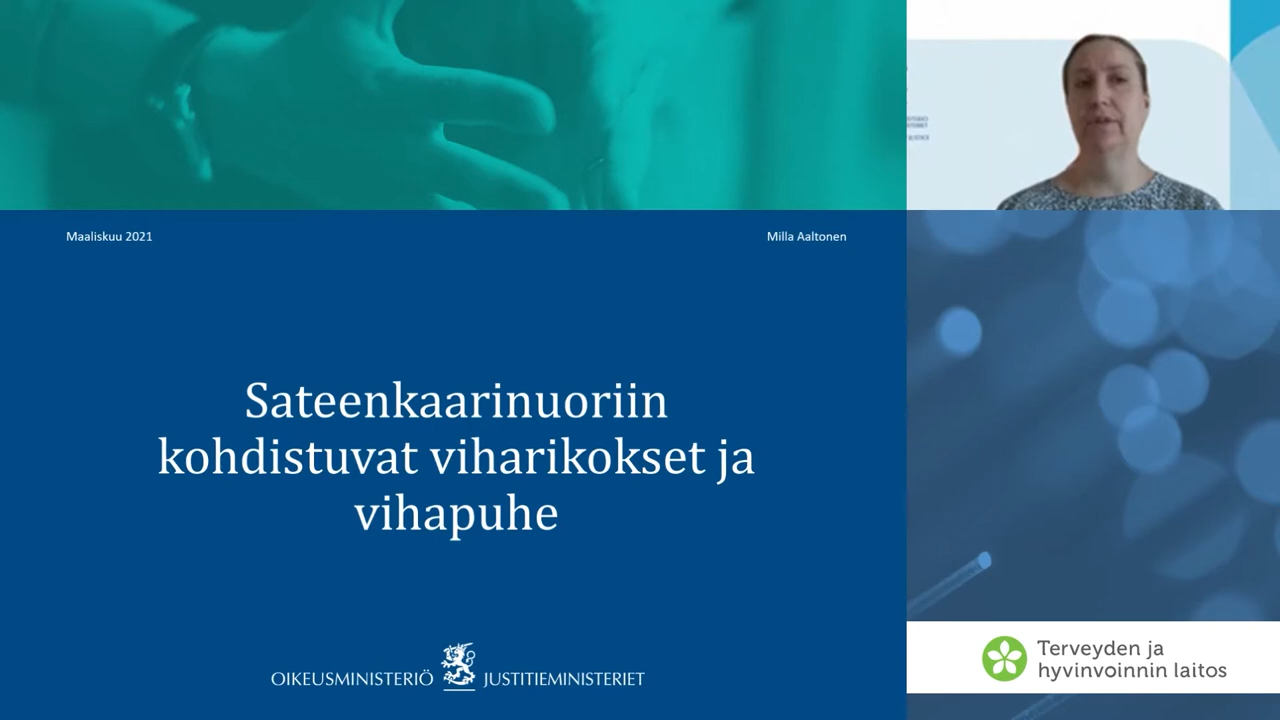 Maaliskuu 2021
Milla Aaltonen
Sateenkaarinuoriin
kohdistuvat viharikokset ja
vihapuhe
OIKEUSMINISTERIÖ JUSTITIEMINISTERIET
Terveyden ja
hyvinvoinnin laitos